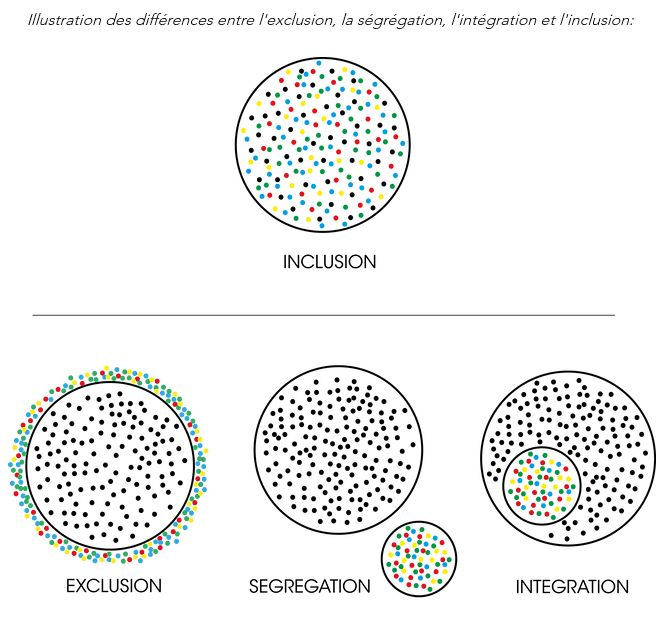 Illustration des différences entre l'exclusion, la ségrégation, l'intégration et l'inclusion:
INCLUSION
EXCLUSION
SEGREGATION
INTEGRATION